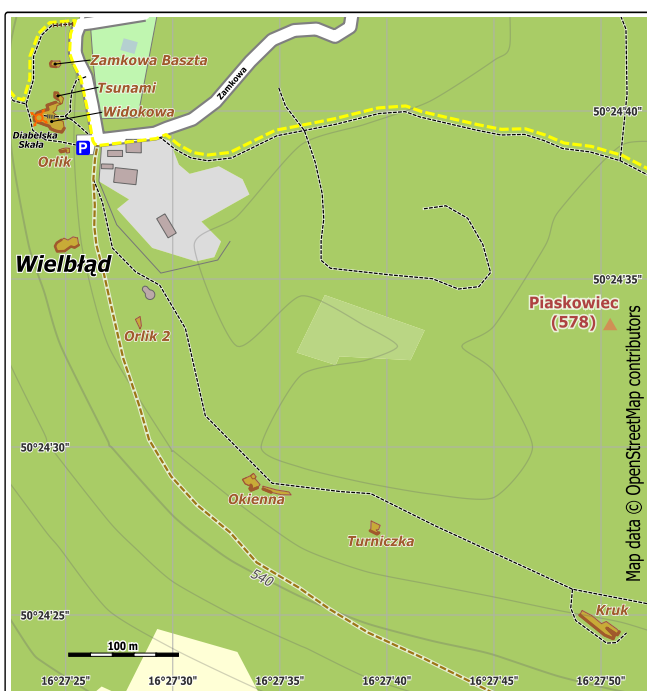 Zamkowa Baszta
Zamkowa
Tsunami
Widokowa
50°24'40"
Diabelska
Skała
P
Orlik
Wielbłąd
50°24'35"
Piaskowiec
(578)
Orlik 2
Map data © OpenStreetMap contributors
50°24'30"
Okienna
Turniczka
540
50°24'25"
Kruk
100 m
16°27'25" 16°27'30" 16°27'35" 16°27'40" 16°27'45" 16°27'50"